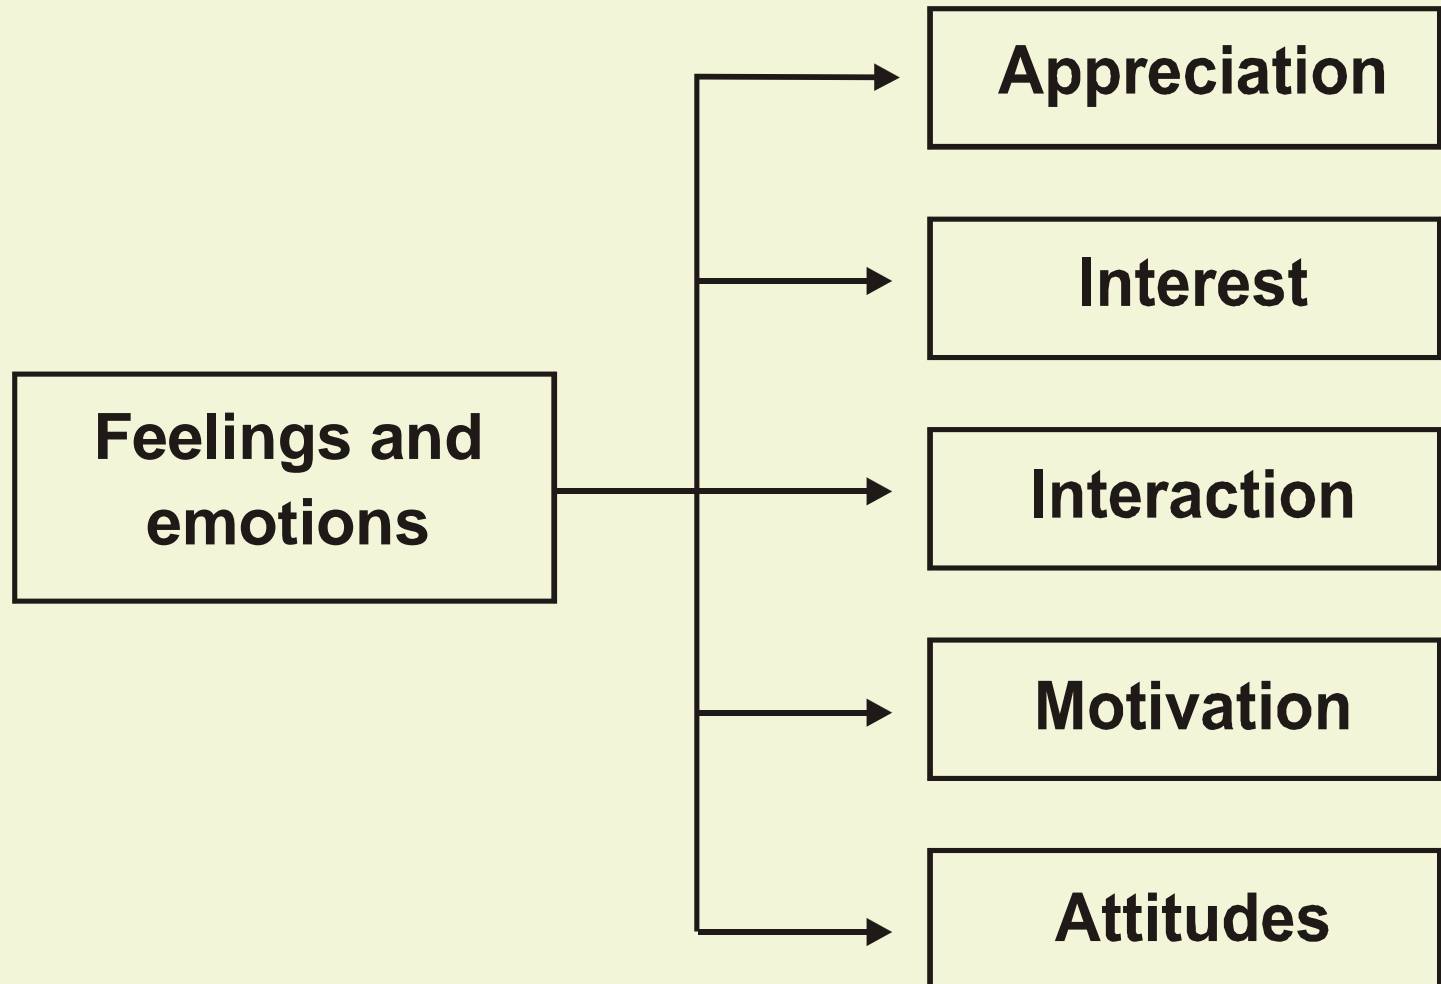 Appreciation
Interest
Feelings and
emotions
Interaction
Motivation
Attitudes